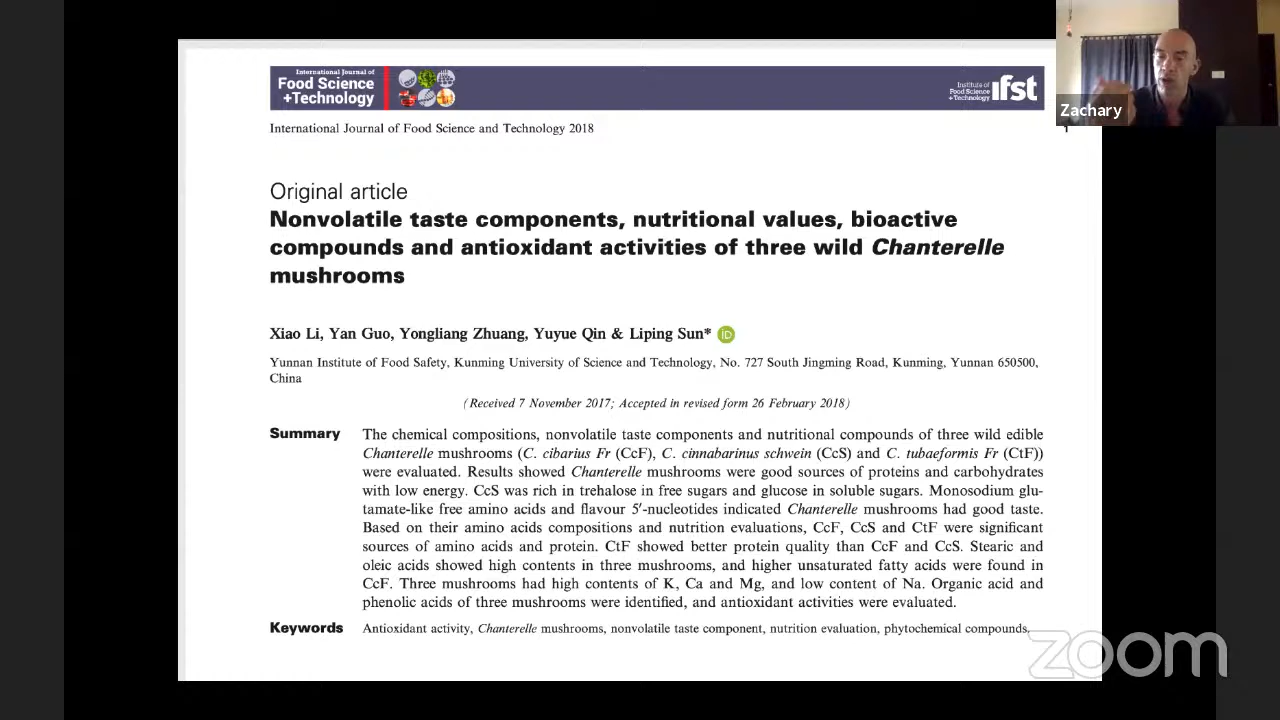 International Journal of
Food Science
+Technology
Institute of
Food Science
+Technology
ifst
Zachary
International Journal of Food Science and Technology 2018
1
Original article
Nonvolatile taste components, nutritional values, bioactive
compounds and antioxidant activities of three wild Chanterelle
mushrooms
Xiao Li, Yan Guo, Yongliang Zhuang, Yuyue Qin & Liping Sun* iD
Yunnan Institute of Food Safety, Kunming University of Science and Technology, No. 727 South Jingming Road, Kunming, Yunnan 650500,
China
(Received 7 November 2017; Accepted in revised form 26 February 2018)
Summary The chemical compositions, nonvolatile taste components and nutritional compounds of three wild edible
Chanterelle mushrooms (C. cibarius Fr (CcF), C. cinnabarinus schwein (CcS) and C. tubaeformis Fr (CtF))
were evaluated. Results showed Chanterelle mushrooms were good sources of proteins and carbohydrates
with low energy. CcS was rich in trehalose in free sugars and glucose in soluble sugars. Monosodium glu-
tamate-like free amino acids and flavour 5′-nucleotides indicated Chanterelle mushrooms had good taste.
Based on their amino acids compositions and nutrition evaluations, CcF, CcS and CtF were significant
sources of amino acids and protein. CtF showed better protein quality than CcF and CcS. Stearic and
oleic acids showed high contents in three mushrooms, and higher unsaturated fatty acids were found in
CcF. Three mushrooms had high contents of K, Ca and Mg, and low content of Na. Organic acid and
phenolic acids of three mushrooms were identified, and antioxidant activities were evaluated.
Keywords Antioxidant activity, Chanterelle mushrooms, nonvolatile taste component, nutrition evaluation, phytochemical compounds.
zoom